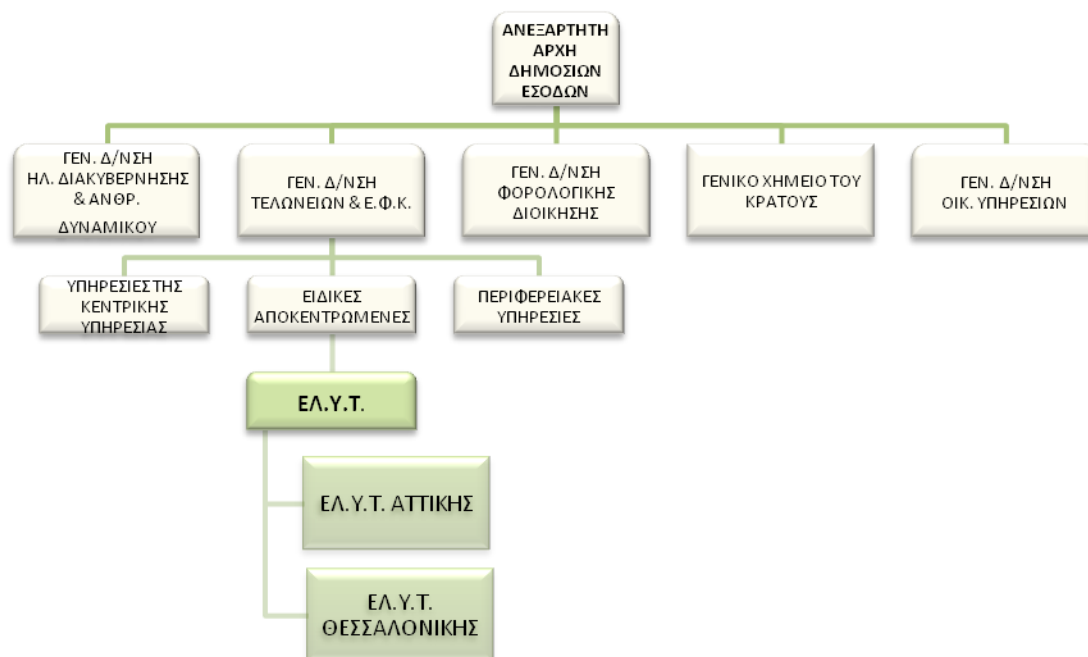 ΑΝΕΞΑΡΤΗΤΗ
ΑΡΧΗ
ΔΗΜΟΣΙΩΝ
ΕΣΟΔΩΝ
ΓΕΝ. Δ/ΝΣΗ
ΗΛ. ΔΙΑΚΥΒΕΡΝΗΣΗΣ
& ΑΝΘΡ.
ΔΥΝΑΜΙΚΟΥ
ΓΕΝ. Δ/ΝΣΗ
ΤΕΛΩΝΕΙΩΝ & Ε.Φ.Κ.
ΓΕΝ. Δ/ΝΣΗ
ΦΟΡΟΛΟΓΙΚΗΣ
ΔΙΟΙΚΗΣΗΣ
ΓΕΝΙΚΟ ΧΗΜΕΙΟ ΤΟΥ
ΚΡΑΤΟΥΣ
ΓΕΝ. Δ/ΝΣΗ
ΟΙΚ. ΥΠΗΡΕΣΙΩΝ
ΥΠΗΡΕΣΙΕΣ ΤΗΣ
ΚΕΝΤΡΙΚΗΣ
ΥΠΗΡΕΣΙΑΣ
ΕΙΔΙΚΕΣ
ΑΠΟΚΕΝΤΡΩΜΕΝΕΣ
ΠΕΡΙΦΕΡΕΙΑΚΕΣ
ΥΠΗΡΕΣΙΕΣ
ΕΛ.Υ.Τ.
ΕΛ.Υ.Τ. ΑΤΤΙΚΗΣ
ΕΛ.Υ.Τ.
ΘΕΣΣΑΛΟΝΙΚΗΣ